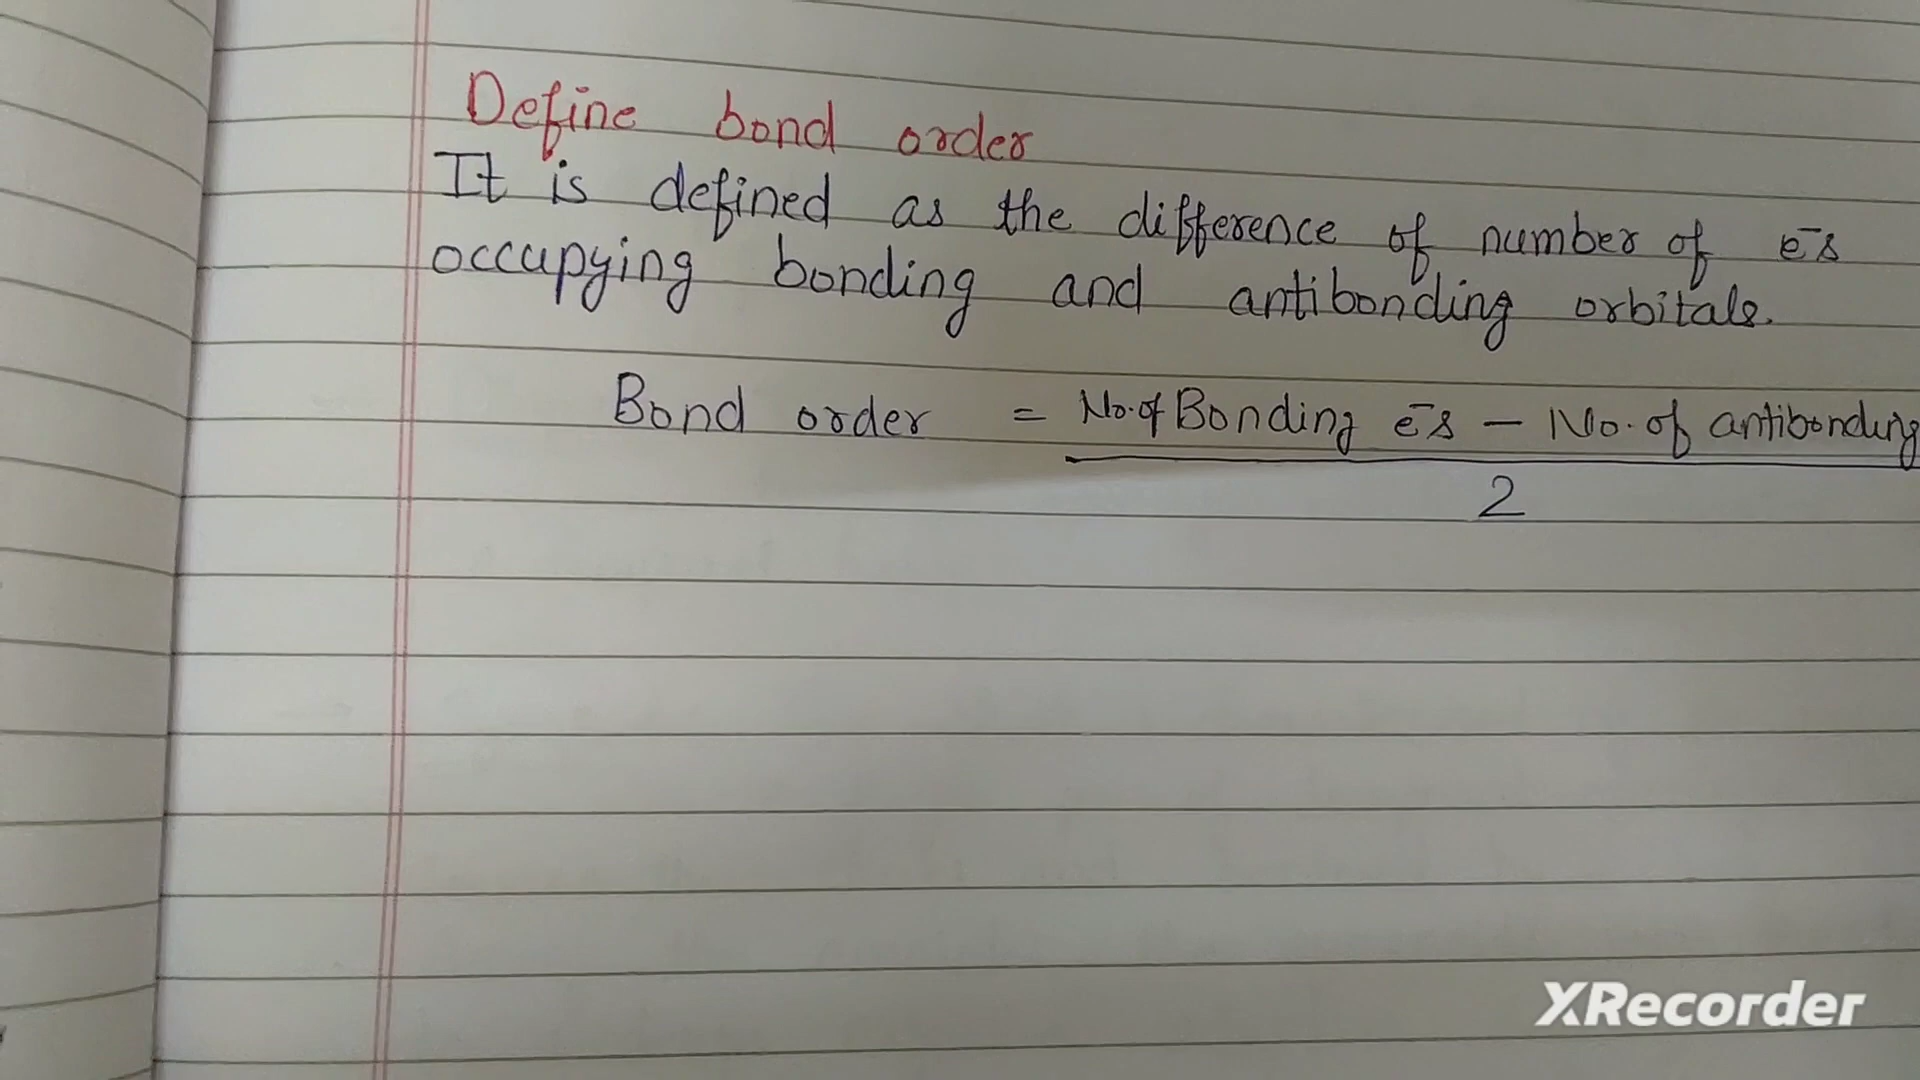 Define bond order
It is defined as the difference of number of e⁻s
occupying bonding and antibonding orbitals.
Bond order = No. of Bonding e⁻s — No. of antibonding
2
XRecorder